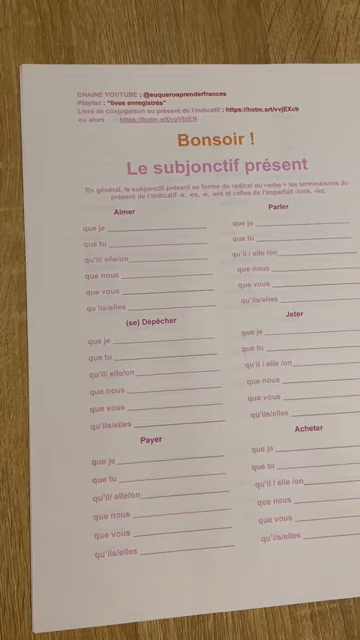 CHAINE YOUTUBE : @euqueroaprenderfrances
Playlist : "lives enregistrés"
Livre de conjugaison au présent de l'indicatif : https://hotm.art/vvjEXcb
ou alors
Bonsoir !
Le subjonctif présent
En général, le subjonctif présent se forme du radical du verbe + les terminaisons du
présent de l'indicatif -e, -es, -e, -ent et celles de l'imparfait -ions, -iez.
Aimer
que je
que tu
qu'il/ elle/on
que nous
que vous
qu'ils/elles
Parler
que je
que tu
qu'il / elle /on
que nous
que vous
qu'ils/elles
(se) Dépêcher
que je
que tu
qu'il/ elle/on
que nous
que vous
qu'ils/elles
Jeter
que je
que tu
qu'il / elle /on
que nous
que vous
qu'ils/elles
Payer
que je
que tu
qu'il/ elle/on
que nous
que vous
qu'ils/elles
Acheter
que je
que tu
qu'il / elle /on
que nous
que vous
qu'ils/elles